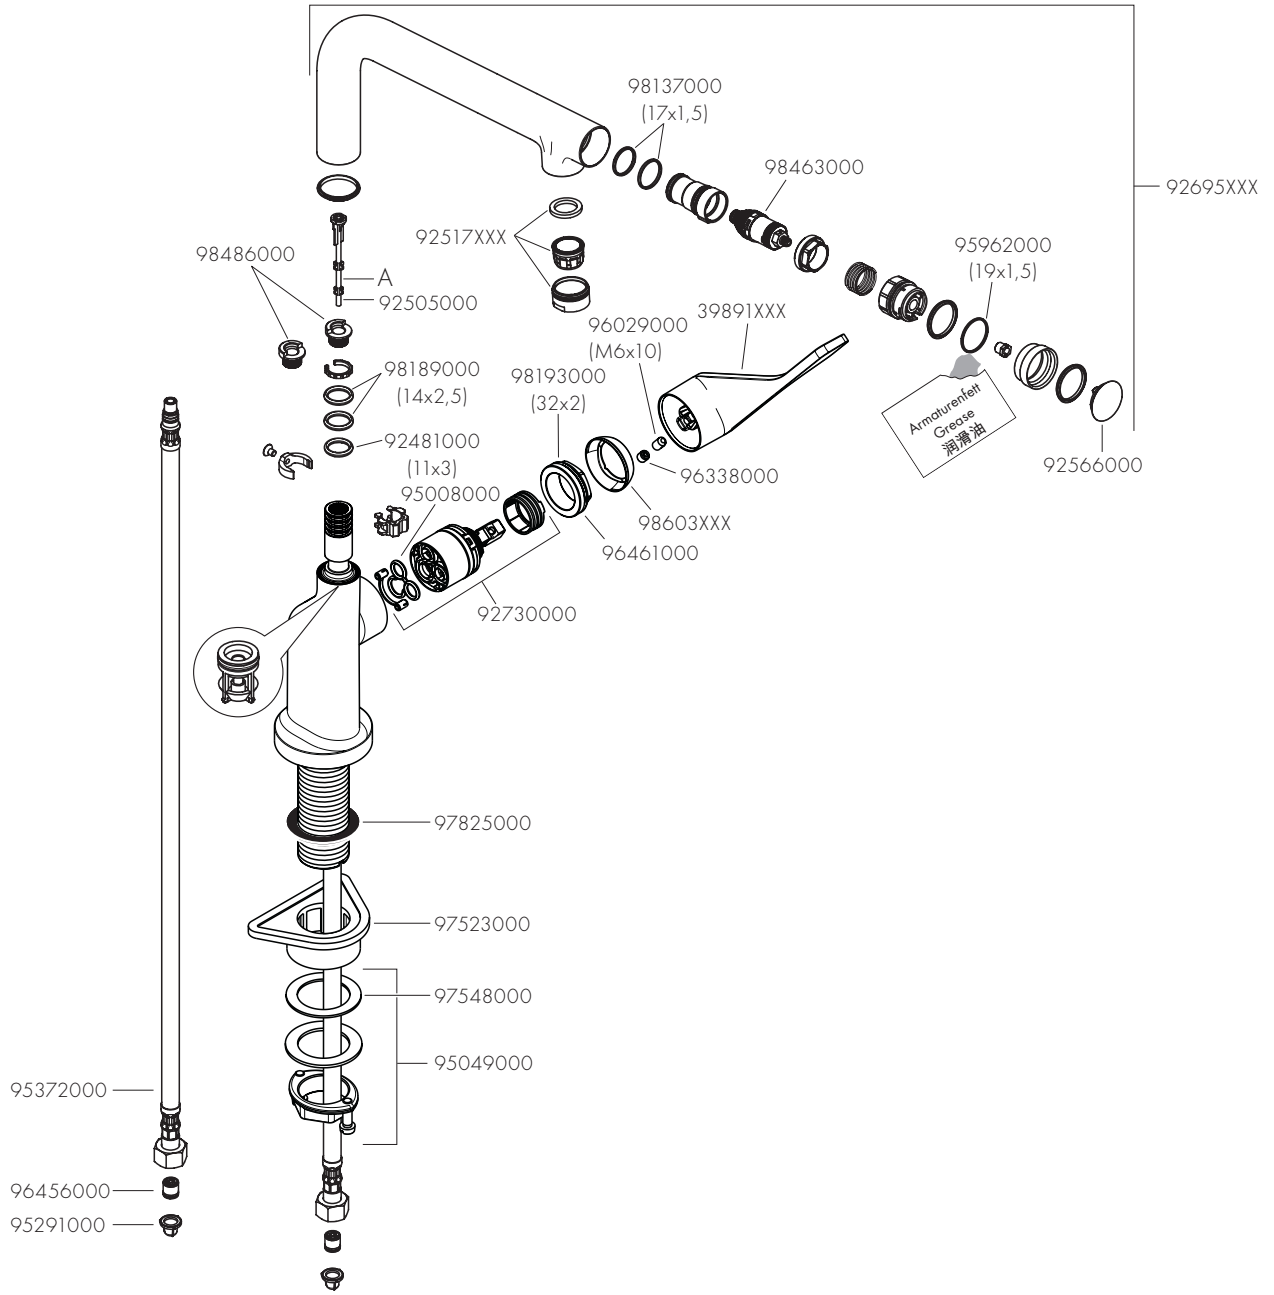 98137000
(17x1,5)
98463000
92695XXX
92517XXX
98486000
A
92505000
95962000
(19x1,5)
39891XXX
96029000
(M6x10)
98193000
(32x2)
98189000
(14x2,5)
Armaturenfett
Grease
润滑油
92481000
(11x3)
92566000
96338000
95008000
98603XXX
96461000
92730000
97825000
97523000
97548000
95049000
95372000
96456000
95291000